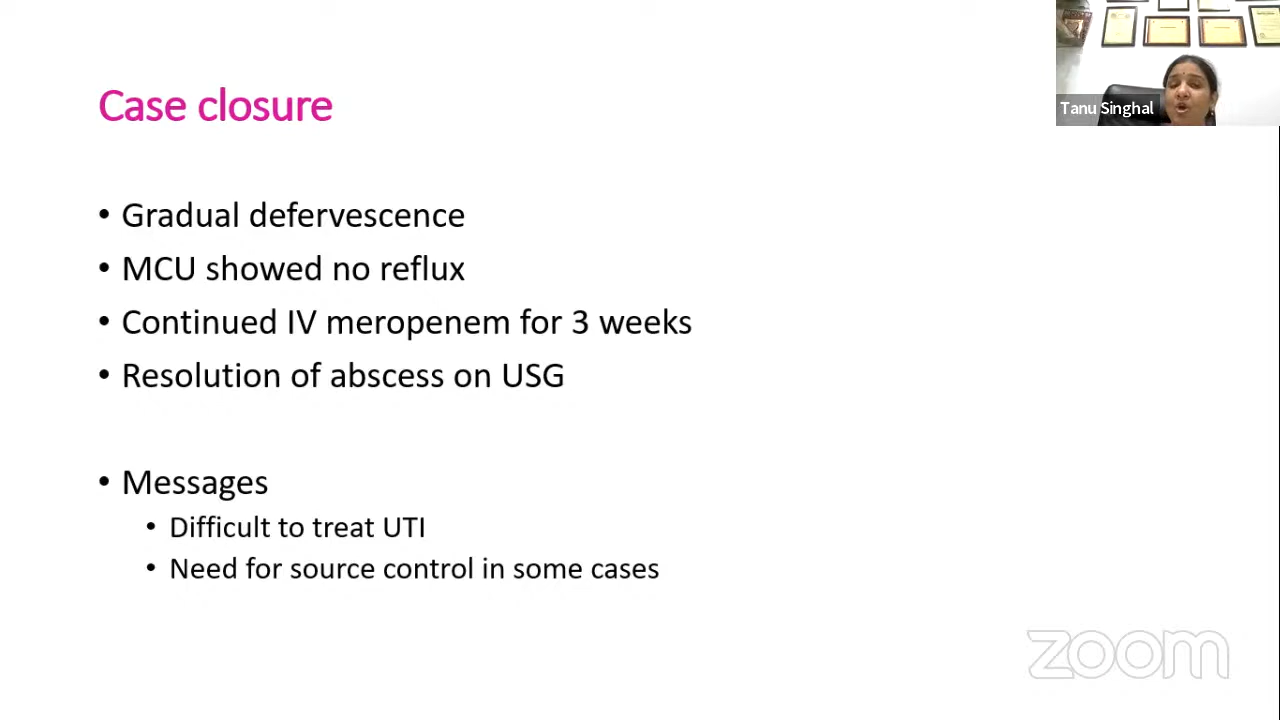 Case closure
Tanu Singhal
• Gradual defervescence
• MCU showed no reflux
• Continued IV meropenem for 3 weeks
• Resolution of abscess on USG
• Messages
• Difficult to treat UTI
• Need for source control in some cases
zoom